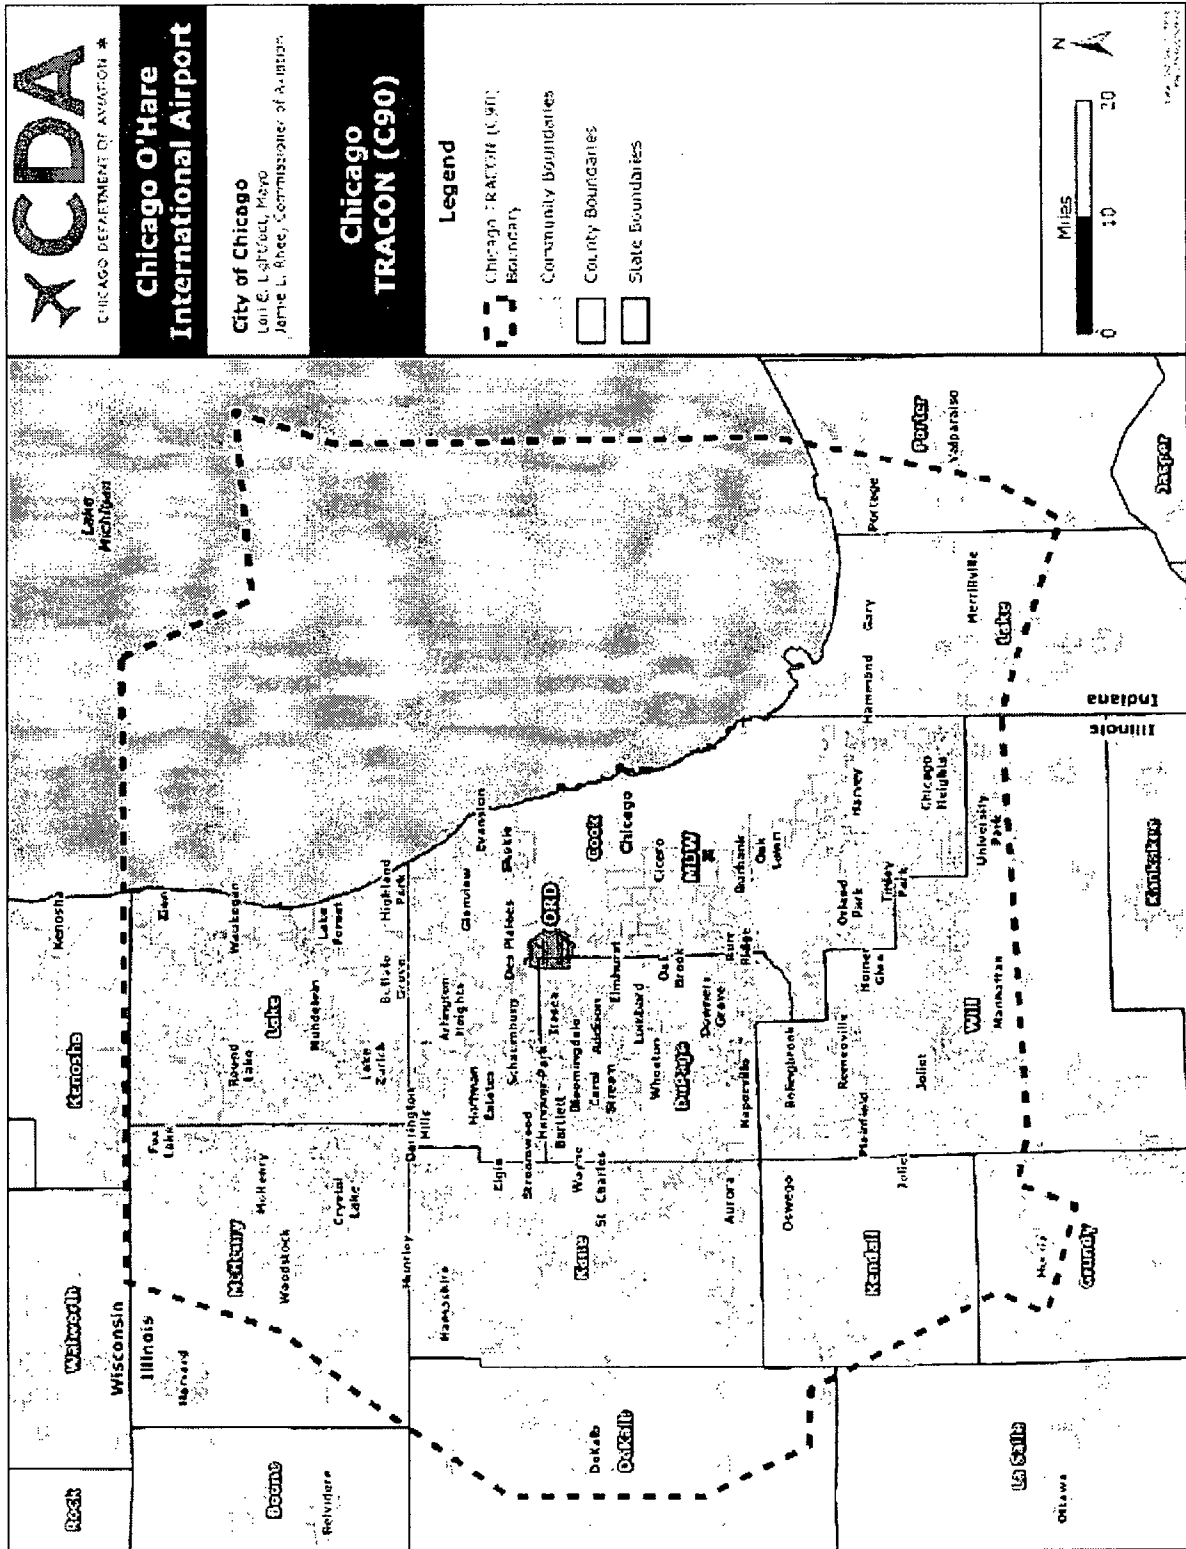 CDA
CHICAGO DEPARTMENT OF AVIATION
Chicago O'Hare
International Airport
City of Chicago
Chicago
TRACON (C90)
Legend
Chicago TRACON (C90)
Boundary
Community Boundaries
County Boundaries
State Boundaries
Miles
0
10
20
N
Lake
Michigan
Rock
Walworth
Kenosha
Kenosha
Wisconsin
Illinois
Harvard
Boone
Belvidere
McHenry
McHenry
Woodstock
Crystal
Lake
Fox
Lake
Zion
Waukegan
Round
Lake
Lake
Mundelein
Lake
Forest
Lake
Zurich
Buffalo
Grove
Highland
Park
Barrington
Hills
Huntley
Hampshire
Arlington
Heights
Glenview
Evanston
Hoffman
Estates
Elgin
Schaumburg
Des Plaines
Skokie
Streamwood
Hanover Park
Itasca
ORD
Bartlett
Wayne
Bloomingdale
Addison
Cook
Kane
St Charles
Carol
Stream
Elmhurst
Chicago
DeKalb
DeKalb
Lombard
Wheaton
Oak
Brook
Cicero
DuPage
MDW
Downers
Grove
Aurora
Naperville
Burr
Ridge
Burbank
Oak
Lawn
Oswego
Bolingbrook
Romeoville
Plainfield
Orland
Park
Harvey
Hammond
Gary
Portage
Kendall
Homer
Glen
Tinley
Park
Joliet
Joliet
Chicago
Heights
Porter
Valparaiso
Will
Manhattan
University
Park
Merrillville
Lake
Grundy
La Salle
Ottawa
Kankakee
Illinois
Indiana
Jasper